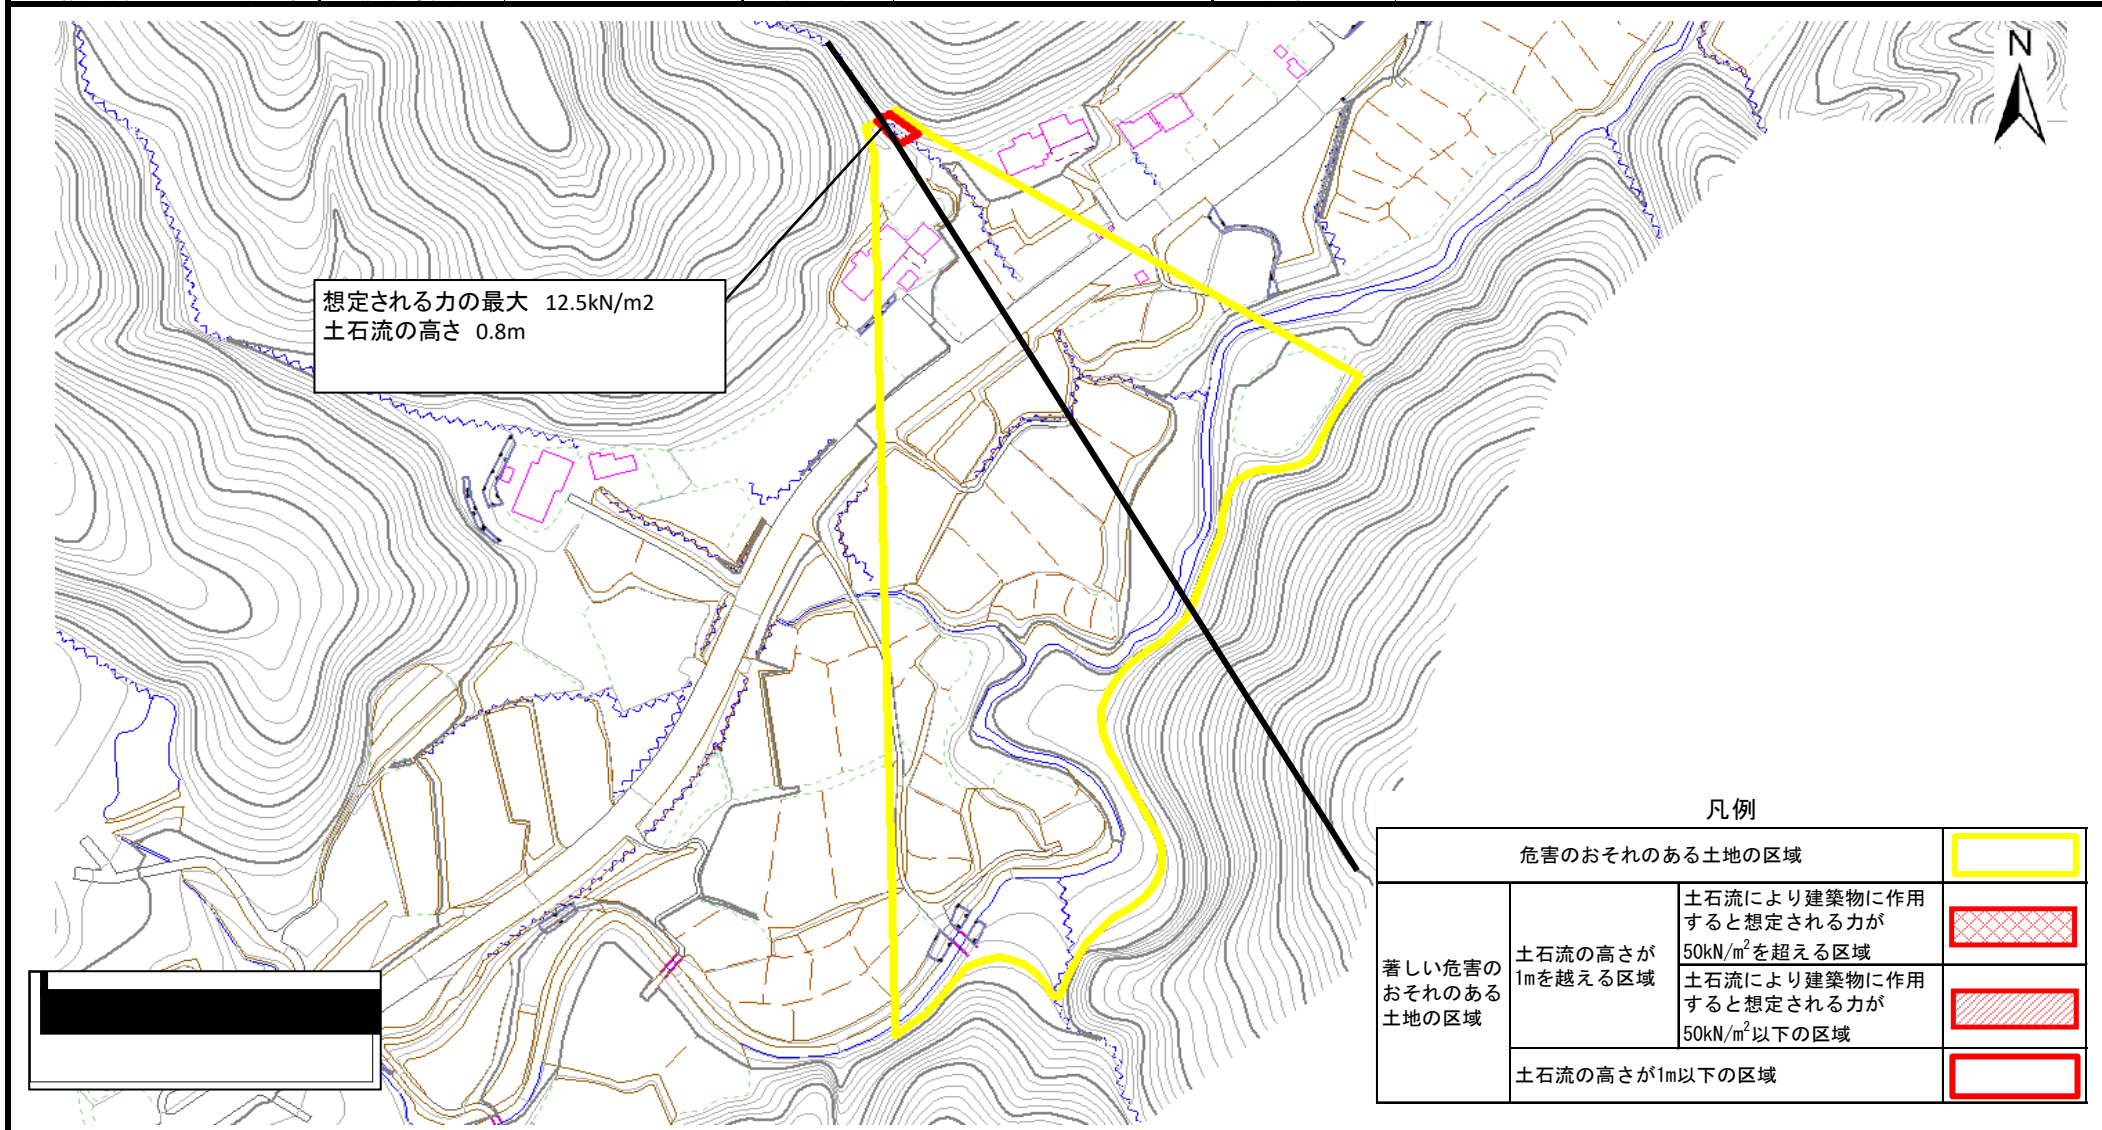 N
想定される力の最大 12.5kN/m2
土石流の高さ 0.8m
凡例
危害のおそれのある土地の区域
著しい危害の
おそれのある
土地の区域
土石流の高さが
1mを越える区域
土石流により建築物に作用
すると想定される力が
50kN/m²を超える区域
土石流により建築物に作用
すると想定される力が
50kN/m²以下の区域
土石流の高さが1m以下の区域